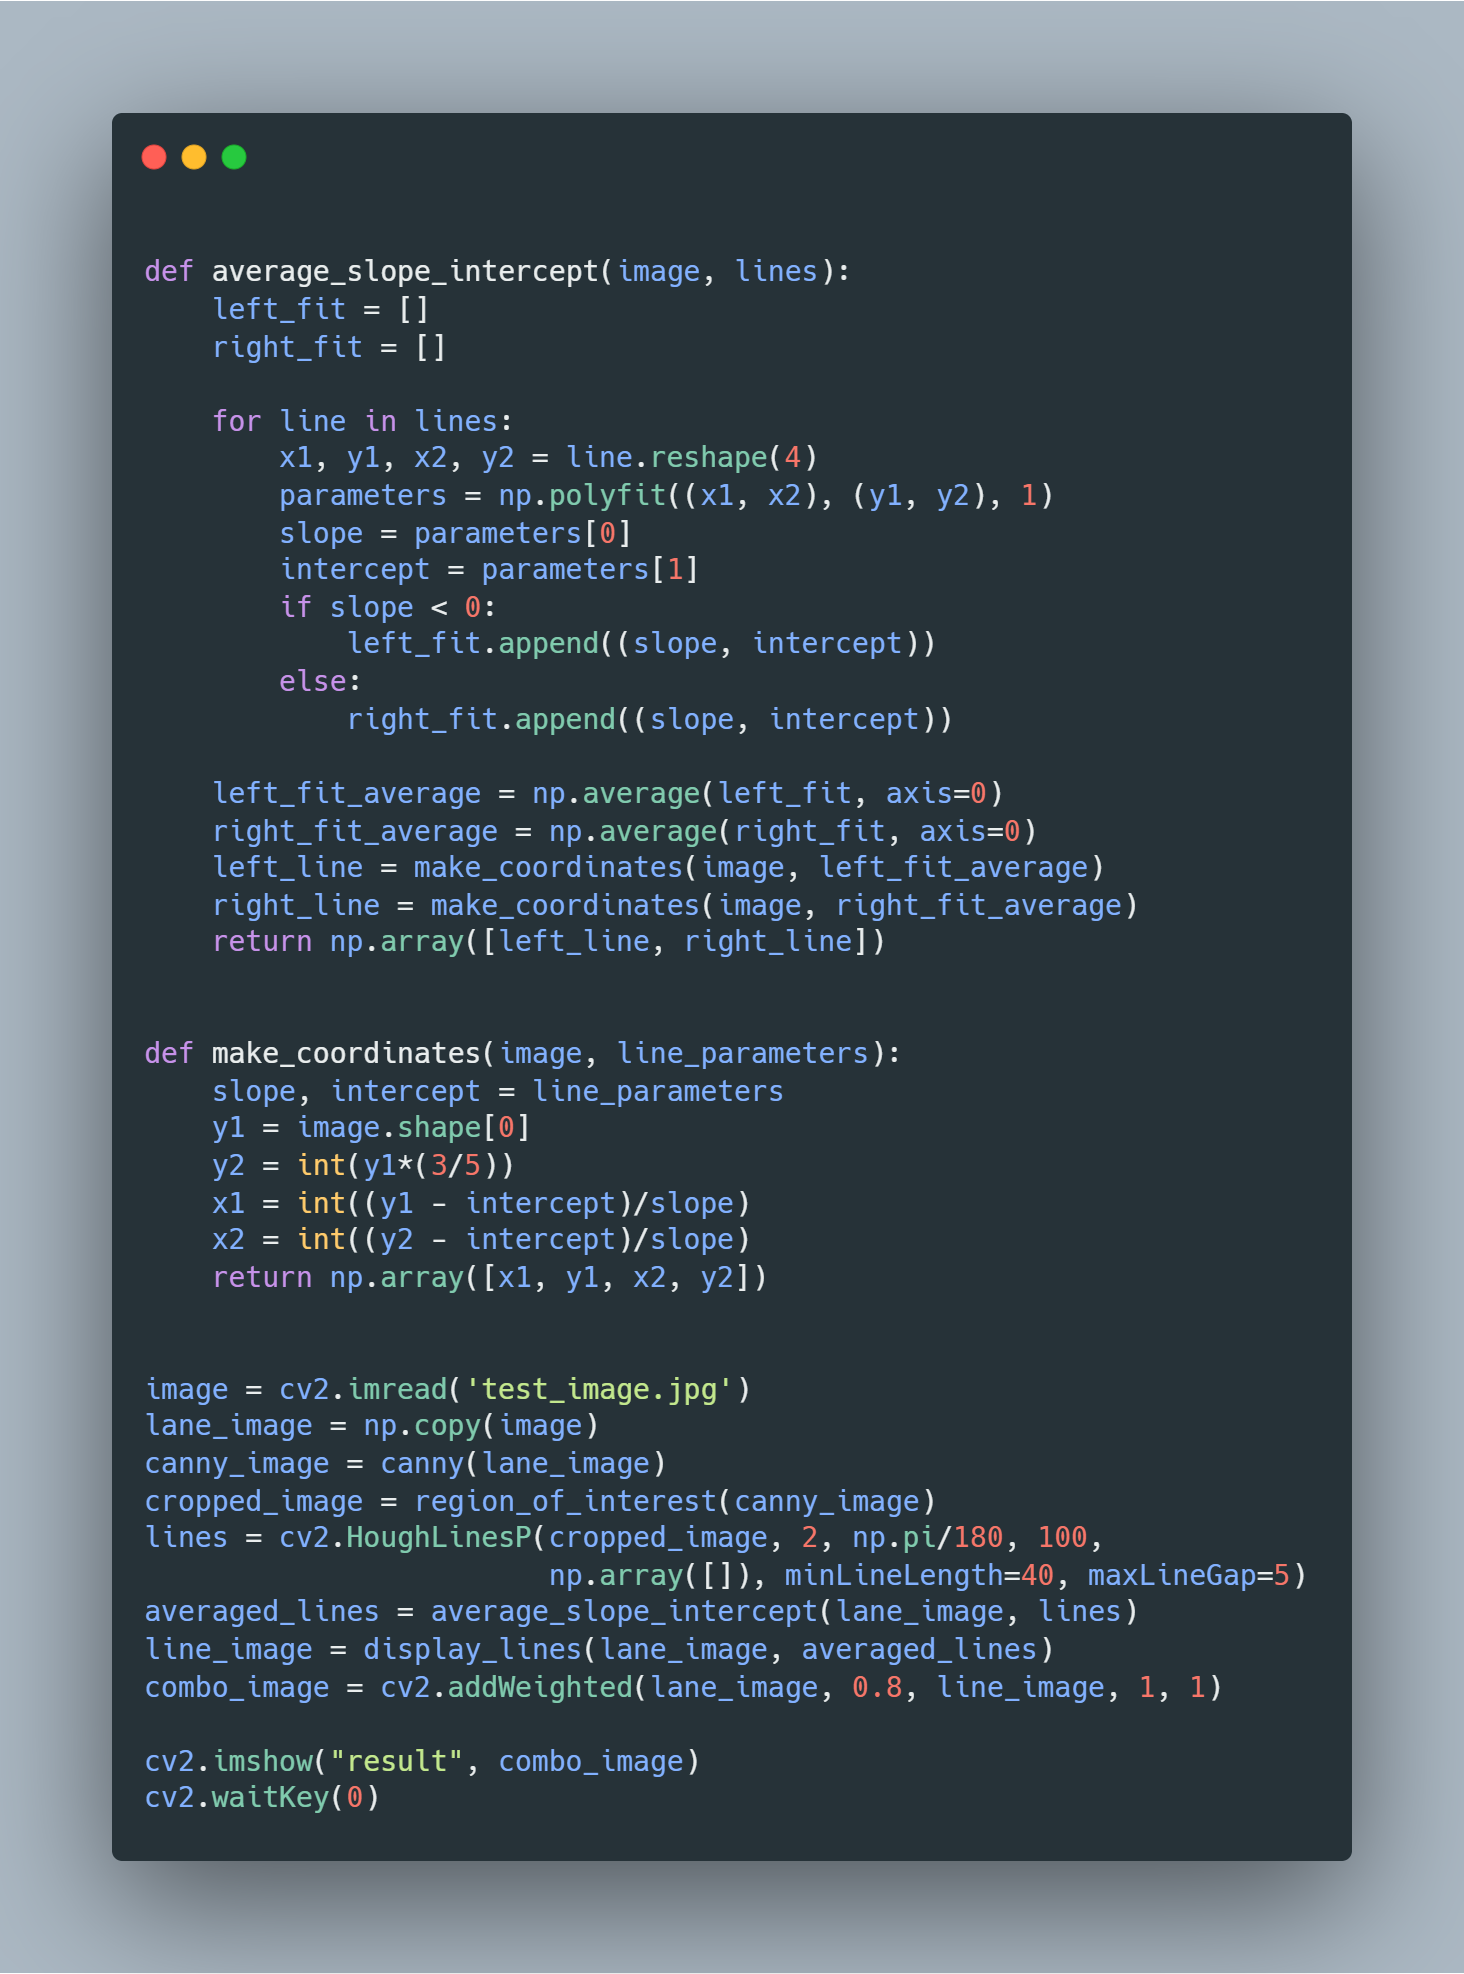 def average_slope_intercept(image, lines):
    left_fit = []
    right_fit = []

    for line in lines:
        x1, y1, x2, y2 = line.reshape(4)
        parameters = np.polyfit((x1, x2), (y1, y2), 1)
        slope = parameters[0]
        intercept = parameters[1]
        if slope < 0:
            left_fit.append((slope, intercept))
        else:
            right_fit.append((slope, intercept))

    left_fit_average = np.average(left_fit, axis=0)
    right_fit_average = np.average(right_fit, axis=0)
    left_line = make_coordinates(image, left_fit_average)
    right_line = make_coordinates(image, right_fit_average)
    return np.array([left_line, right_line])


def make_coordinates(image, line_parameters):
    slope, intercept = line_parameters
    y1 = image.shape[0]
    y2 = int(y1*(3/5))
    x1 = int((y1 - intercept)/slope)
    x2 = int((y2 - intercept)/slope)
    return np.array([x1, y1, x2, y2])


image = cv2.imread('test_image.jpg')
lane_image = np.copy(image)
canny_image = canny(lane_image)
cropped_image = region_of_interest(canny_image)
lines = cv2.HoughLinesP(cropped_image, 2, np.pi/180, 100,
                        np.array([]), minLineLength=40, maxLineGap=5)
averaged_lines = average_slope_intercept(lane_image, lines)
line_image = display_lines(lane_image, averaged_lines)
combo_image = cv2.addWeighted(lane_image, 0.8, line_image, 1, 1)

cv2.imshow("result", combo_image)
cv2.waitKey(0)